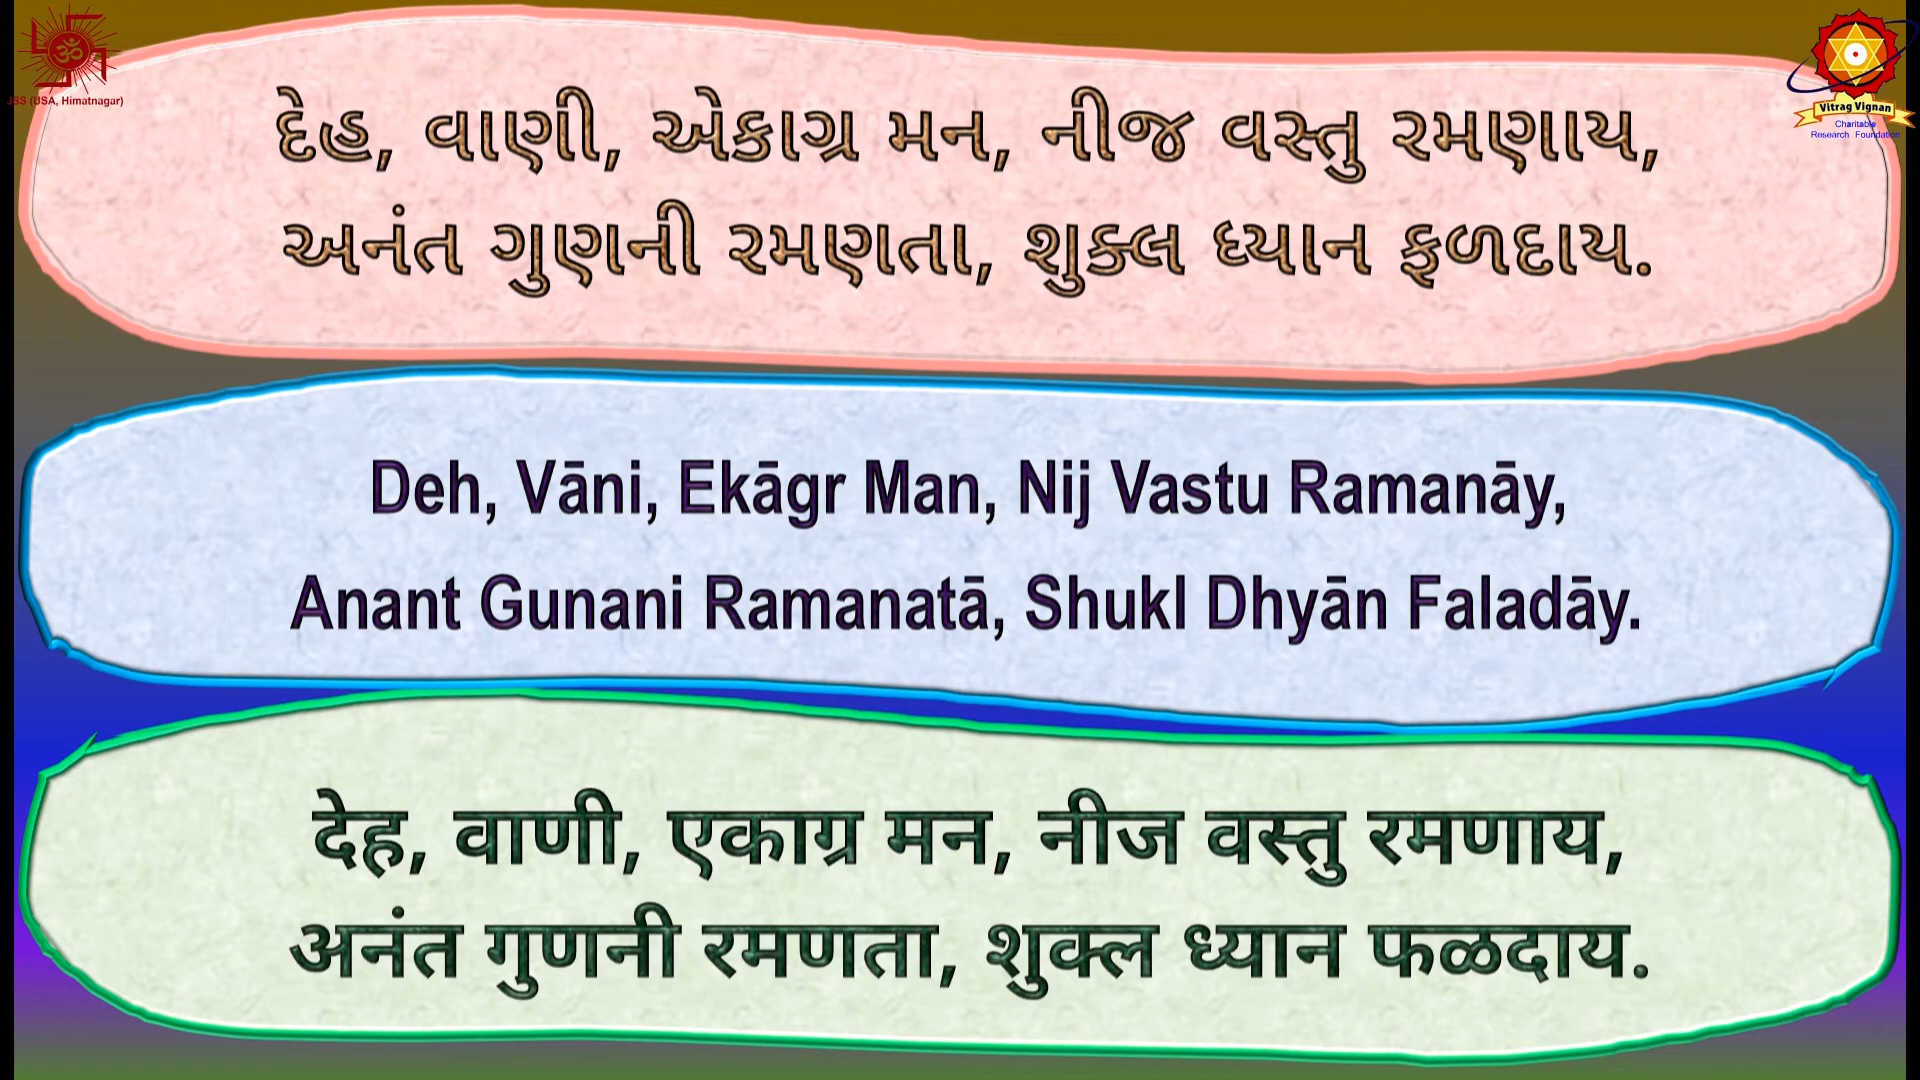 JSS (USA, Himatnagar)
Vitrag Vignan
Charitable
Research Foundation
દેહ, વાણી, એકાગ્ર મન, નીજ વસ્તુ રમણાય,
અનંત ગુણની રમણતા, શુક્લ ધ્યાન ફળદાય.
Deh, Vāni, Ekāgr Man, Nij Vastu Ramanāy,
Anant Gunani Ramanatā, Shukl Dhyān Faladāy.
देह, वाणी, एकाग्र मन, नीज वस्तु रमणाय,
अनंत गुणनी रमणता, शुक्ल ध्यान फळदाय.